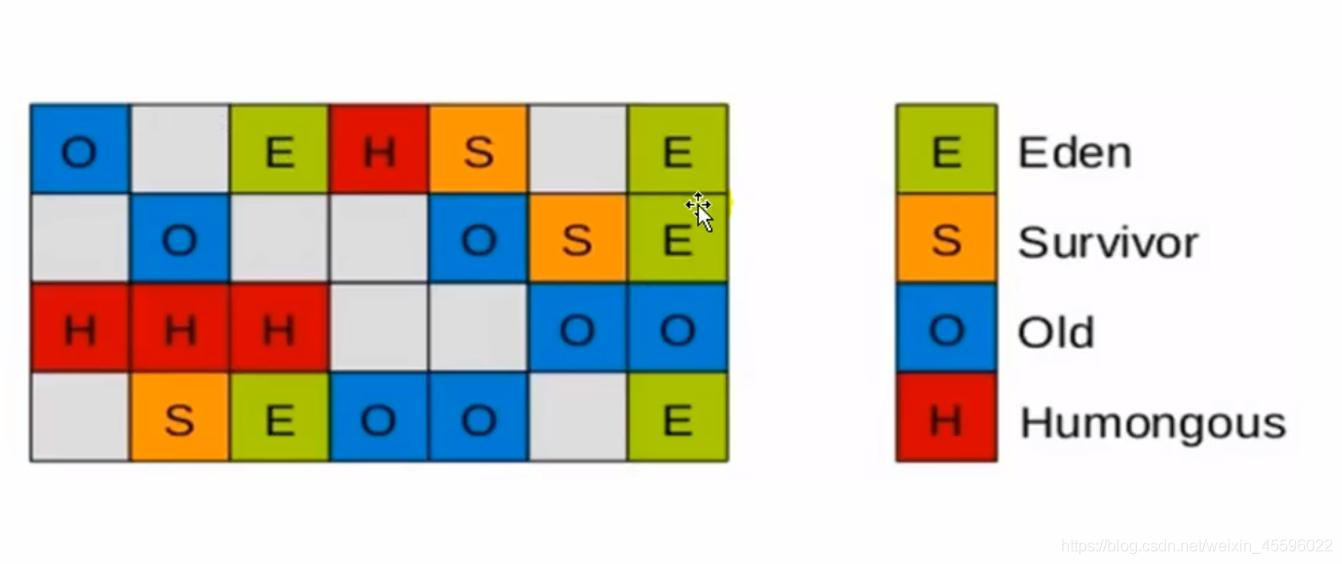 O E H S E
O O S E
H H H O O
S E O O E
E Eden
S Survivor
O Old
H Humongous
https://blog.csdn.net/weixin_45596022